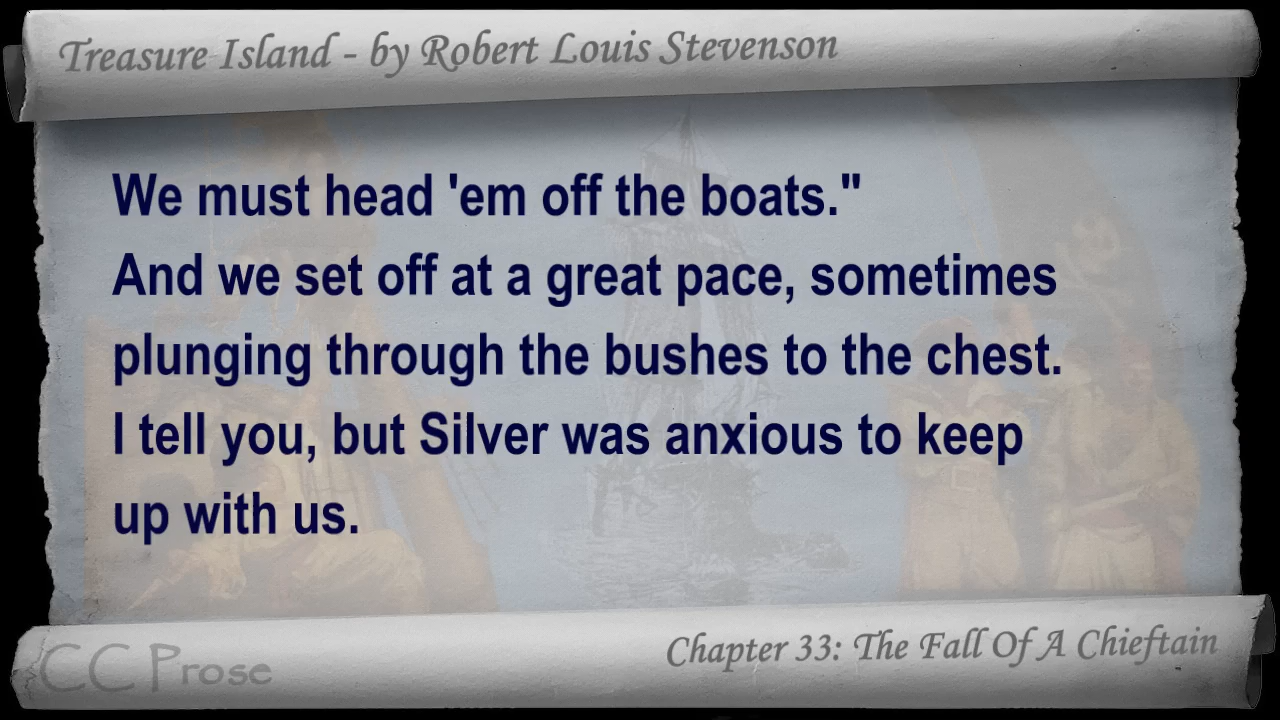 Treasure Island - by Robert Louis Stevenson
We must head 'em off the boats."
And we set off at a great pace, sometimes
plunging through the bushes to the chest.
I tell you, but Silver was anxious to keep
up with us.
Chapter 33: The Fall Of A Chieftain
CC Prose